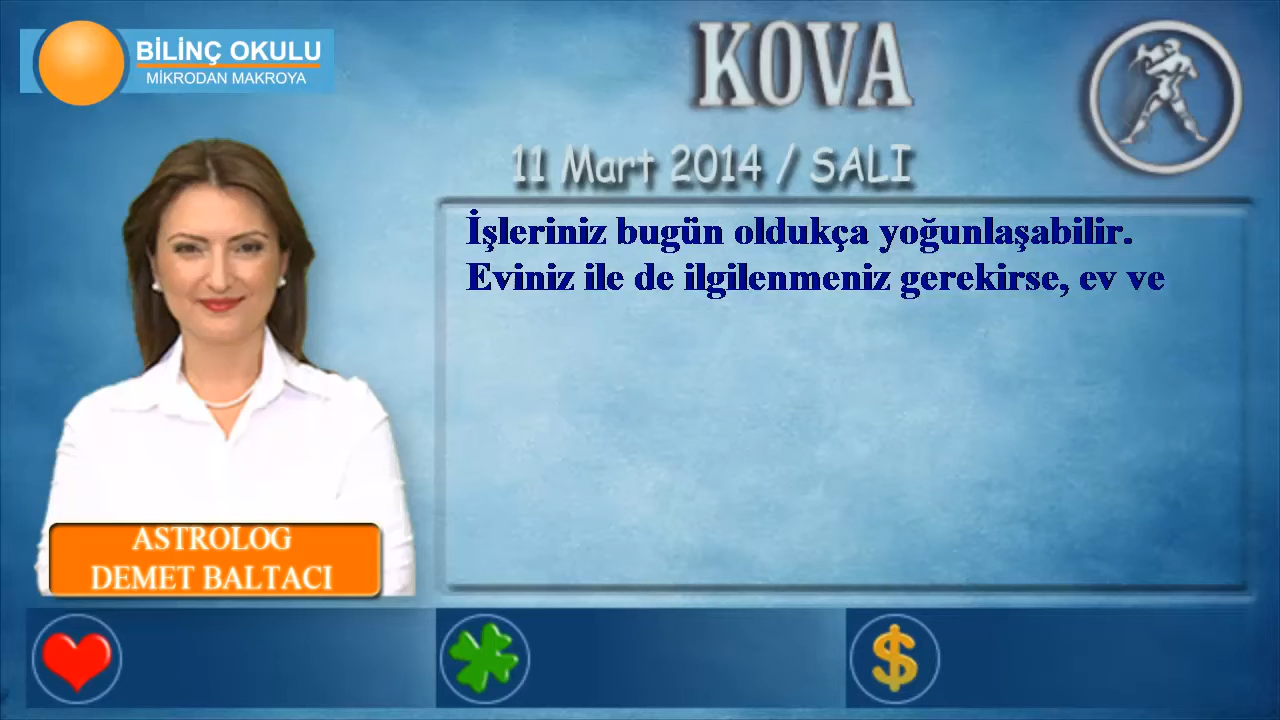 BİLİNÇ OKULU
MİKRODAN MAKROYA
KOVA
11 Mart 2014 / SALI
İşleriniz bugün oldukça yoğunlaşabilir.
Eviniz ile de ilgilenmeniz gerekirse, ev ve
ASTROLOG
DEMET BALTACI
$